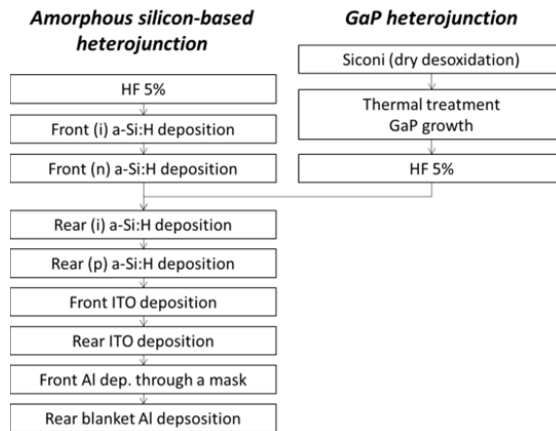 Amorphous silicon-based
heterojunction
HF 5%
Front (i) a-Si:H deposition
Front (n) a-Si:H deposition
GaP heterojunction
Siconi (dry desoxidation)
Thermal treatment
GaP growth
HF 5%
Rear (i) a-Si:H deposition
Rear (p) a-Si:H deposition
Front ITO deposition
Rear ITO deposition
Front Al dep. through a mask
Rear blanket Al depsosition